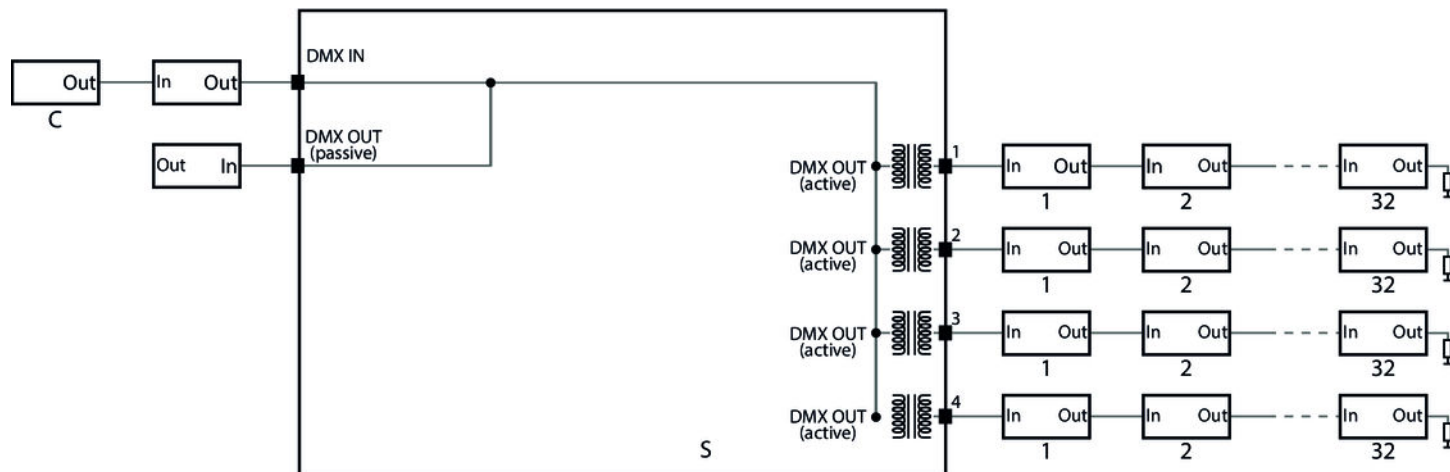 DMX IN
Out
In Out
C
DMX OUT
(passive)
Out In
DMX OUT
(active)
1
In Out
In Out
In Out
1
2
32
DMX OUT
(active)
2
In Out
In Out
In Out
1
2
32
DMX OUT
(active)
3
In Out
In Out
In Out
1
2
32
DMX OUT
(active)
4
In Out
In Out
In Out
1
2
32
S